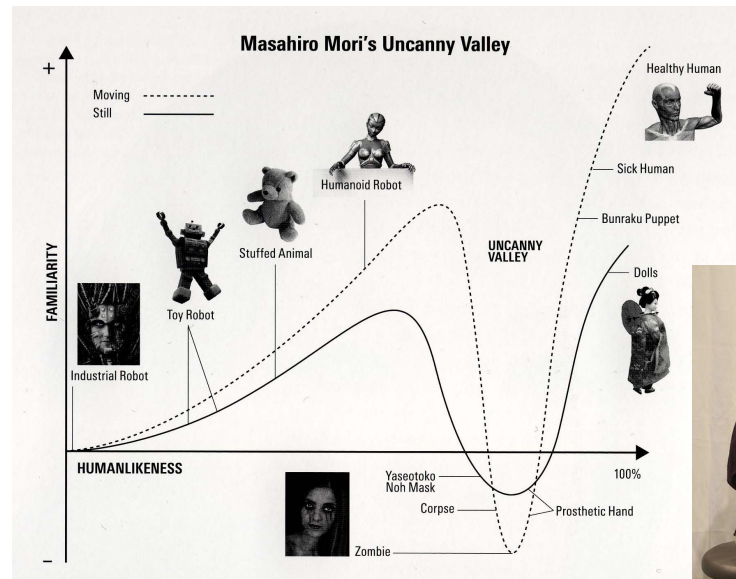 Masahiro Mori's Uncanny Valley
+
Moving
Still
Healthy Human
Sick Human
Humanoid Robot
Bunraku Puppet
UNCANNY
VALLEY
Stuffed Animal
Dolls
FAMILIARITY
Toy Robot
Industrial Robot
HUMANLIKENESS
100%
Yaseotoko
Noh Mask
Corpse
Prosthetic Hand
Zombie
–